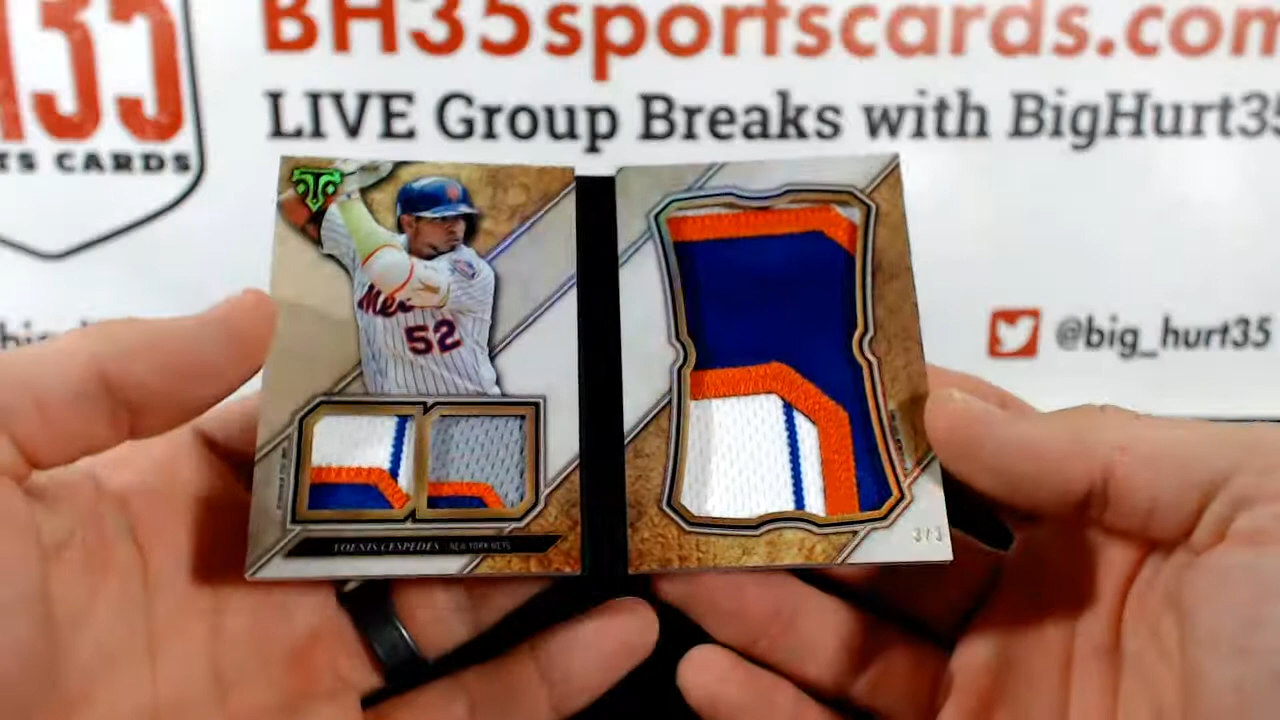 BH35sportscards.com
LIVE Group Breaks with BigHurt35
35
TS CARDS
@big_hurt35
Mets
52
YOENIS CESPEDES NEW YORK METS
3/3